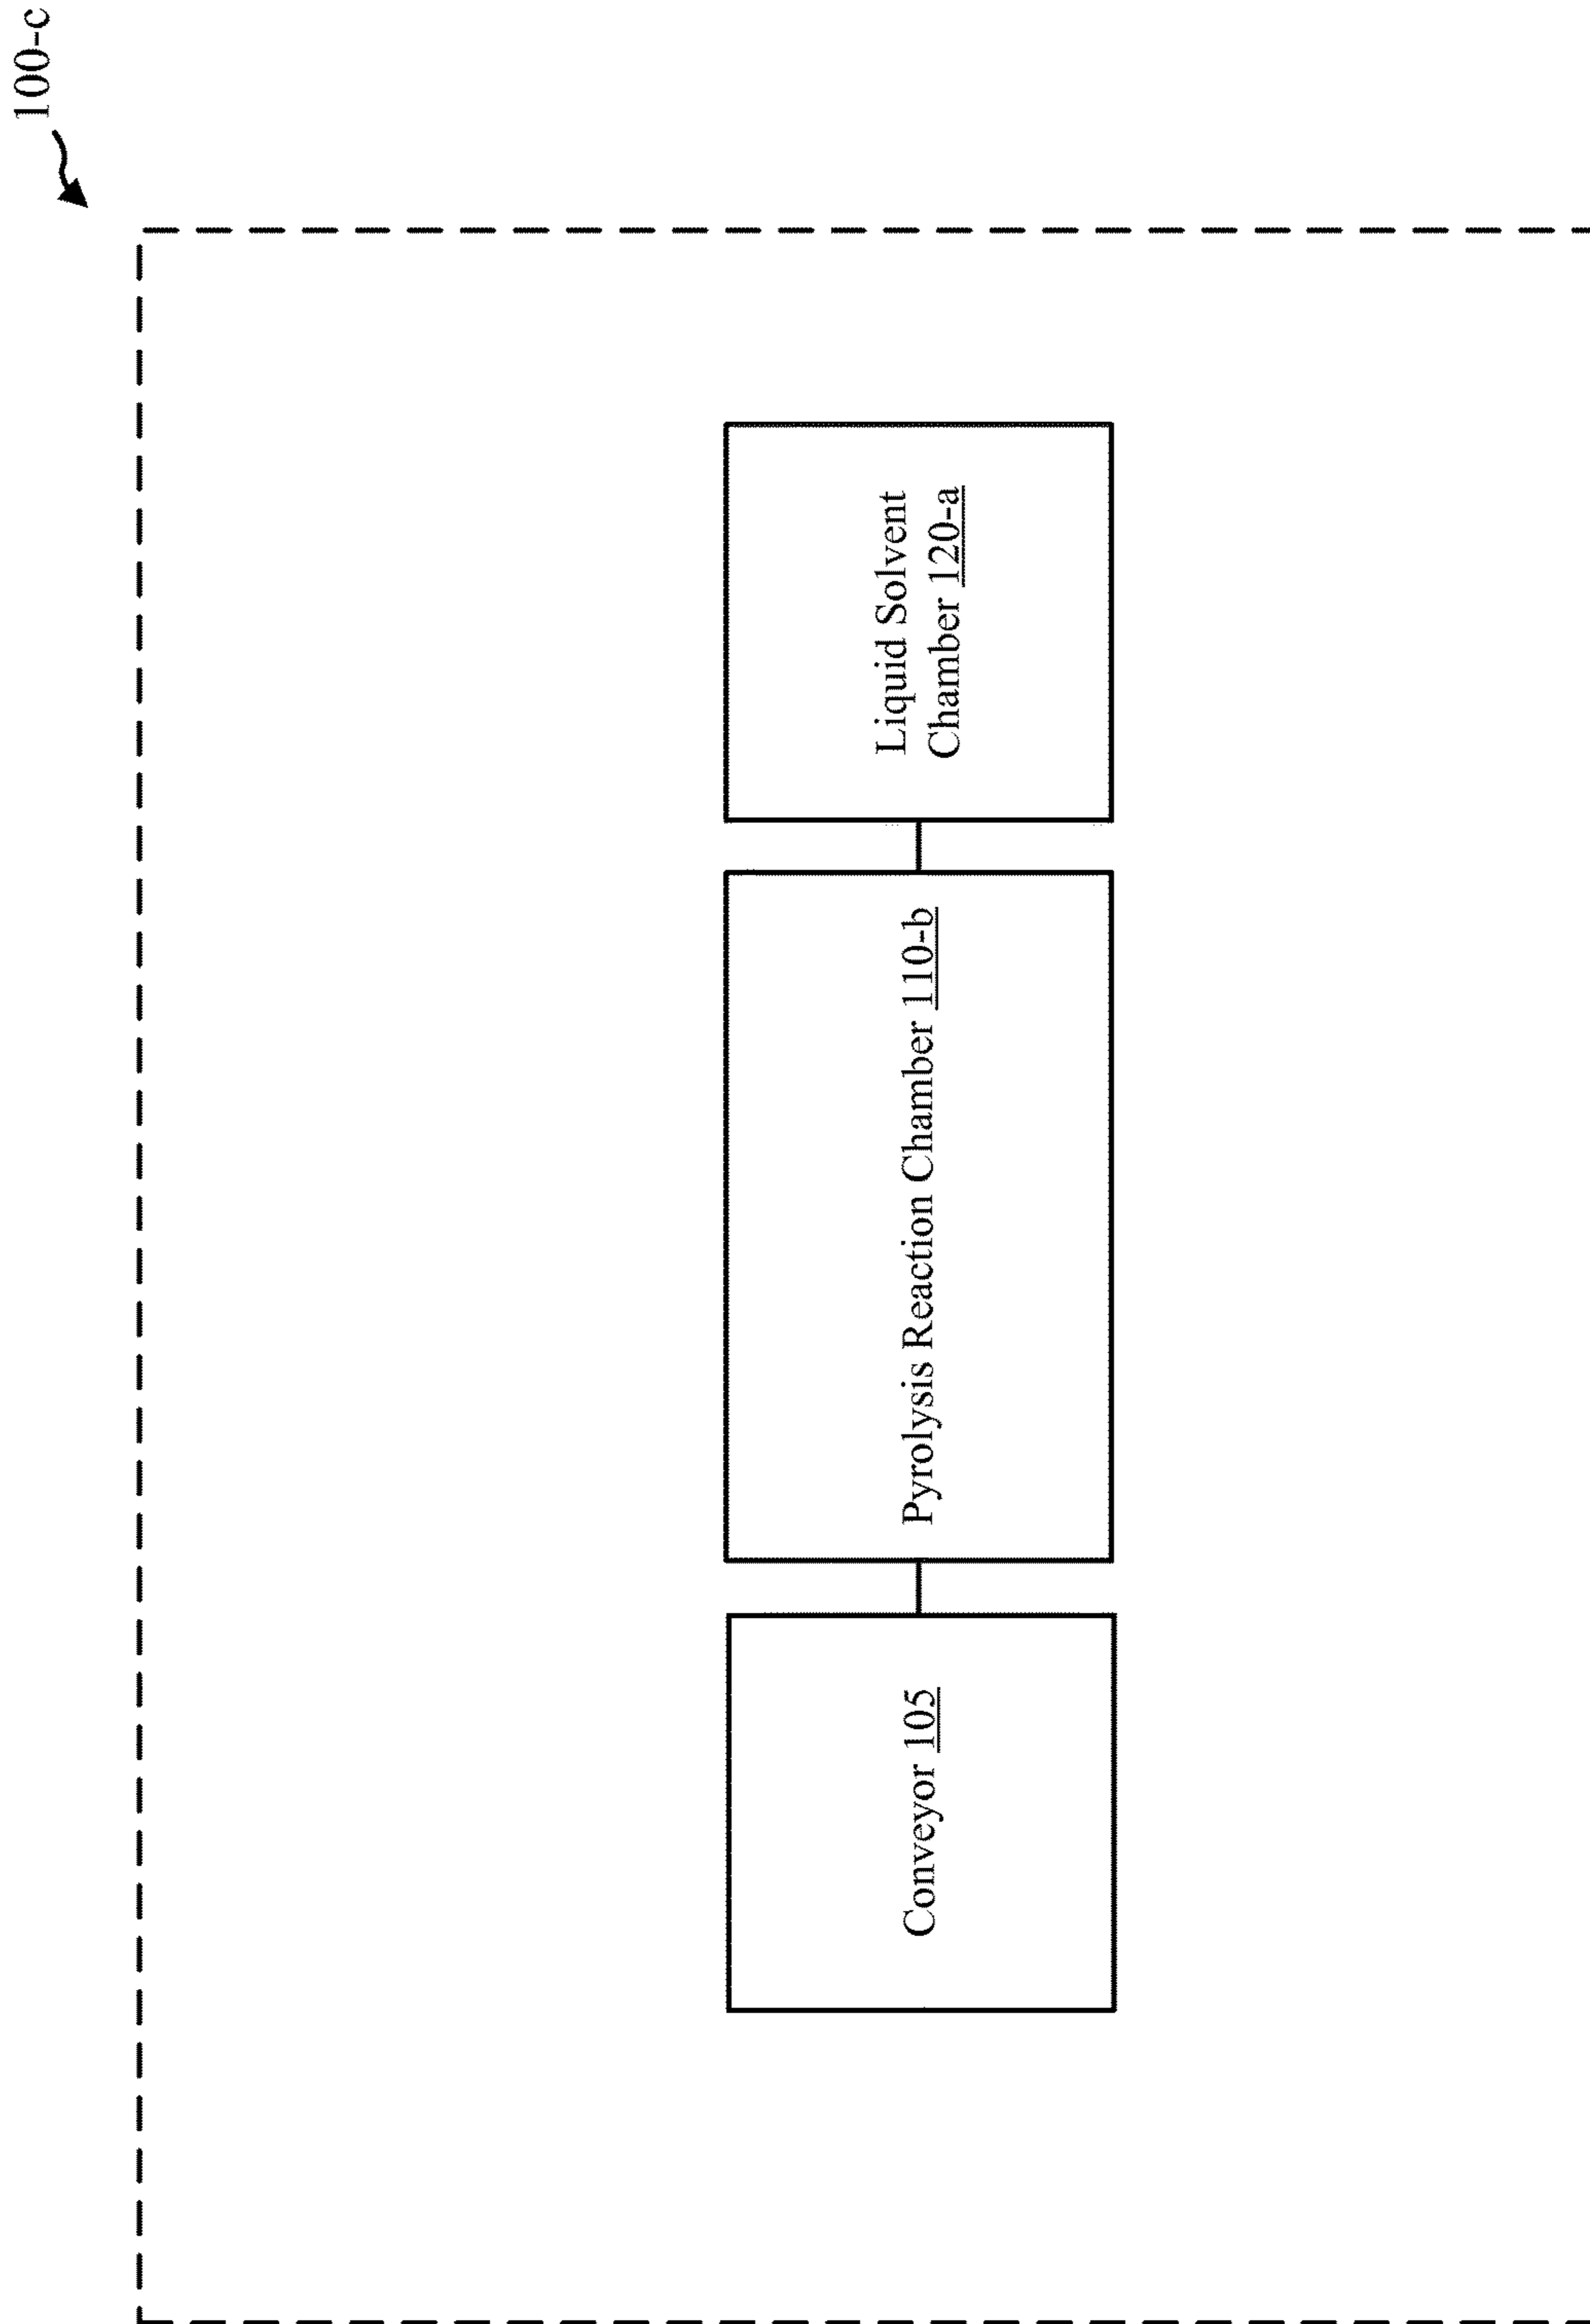 100-c
Conveyor 105
Pyrolysis Reaction Chamber 110-b
Liquid Solvent
Chamber 120-a